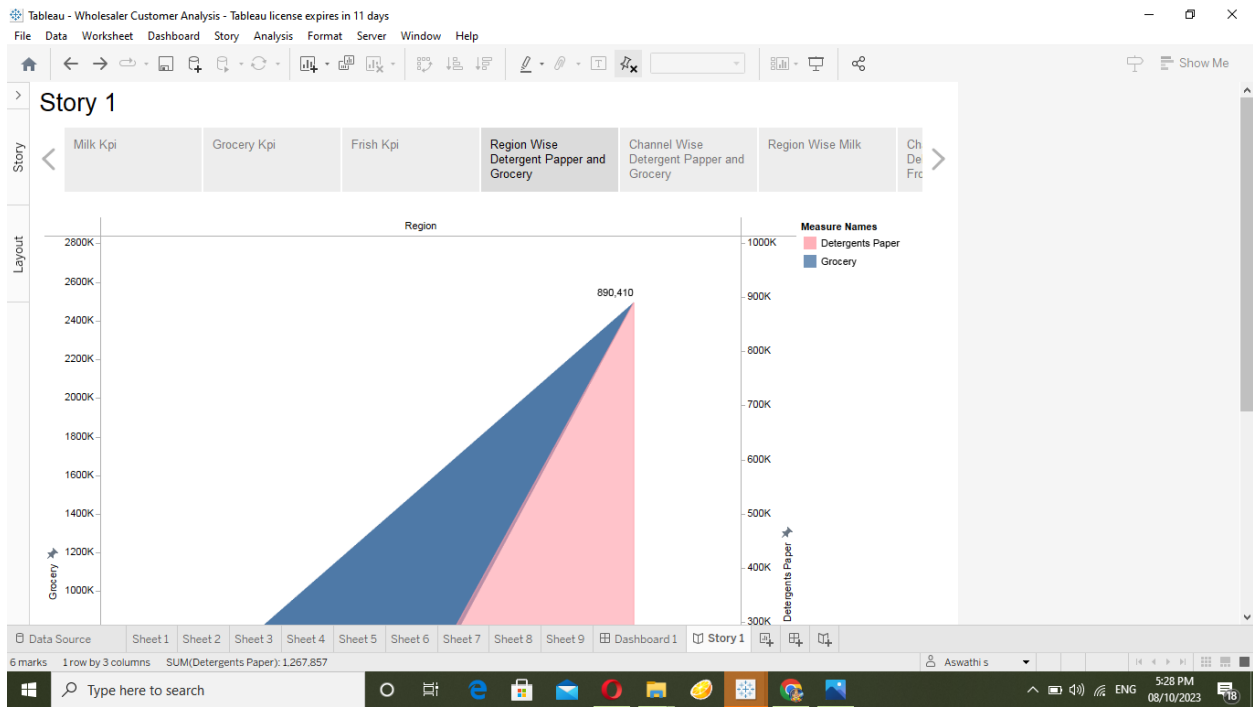 Tableau - Wholesaler Customer Analysis - Tableau license expires in 11 days
File Data Worksheet Dashboard Story Analysis Format Server Window Help
Show Me
Story 1
Story
Layout
Milk Kpi
Grocery Kpi
Frish Kpi
Region Wise
Detergent Papper and
Grocery
Channel Wise
Detergent Papper and
Grocery
Region Wise Milk
Ch
De
Fro
Region
Measure Names
Detergents Paper
Grocery
2800K
2600K
2400K
2200K
2000K
1800K
1600K
1400K
1200K
1000K
Grocery
890,410
1000K
900K
800K
700K
600K
500K
400K
300K
Detergents Paper
Data Source Sheet 1 Sheet 2 Sheet 3 Sheet 4 Sheet 5 Sheet 6 Sheet 7 Sheet 8 Sheet 9 Dashboard 1 Story 1
6 marks 1 row by 3 columns SUM(Detergents Paper): 1,267,857
Aswathi s
Type here to search
ENG
5:28 PM
08/10/2023
18